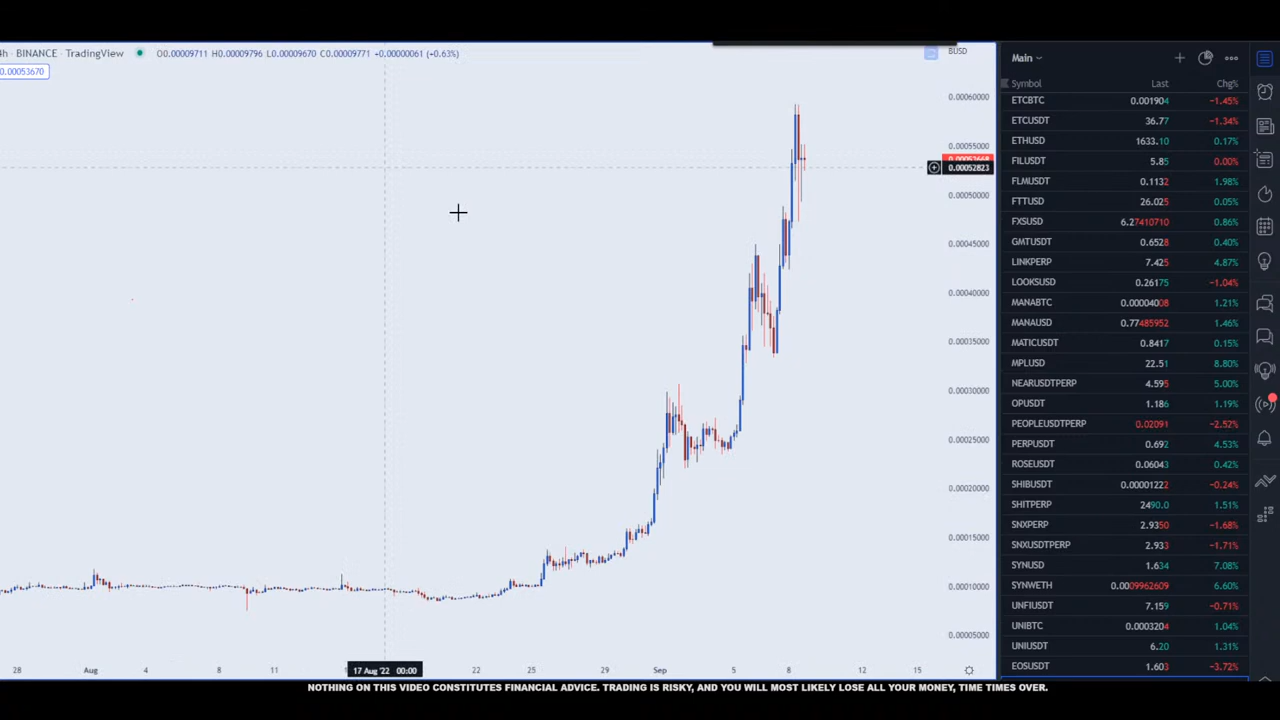 4h · BINANCE · TradingView O0.00009711 H0.00009796 L0.00009670 C0.00009771 +0.00000061 (+0.63%)
0.00053670
BUSD
0.00060000
0.00055000
0.00053668
0.00052823
0.00050000
0.00045000
0.00040000
0.00035000
0.00030000
0.00025000
0.00020000
0.00015000
0.00010000
0.00005000
28 Aug 4 8 11 17 Aug '22 00:00 22 25 29 Sep 5 8 12 15
Main
Symbol Last Chg%
ETCBTC 0.001904 −1.45%
ETCUSDT 36.77 −1.34%
ETHUSD 1633.10 0.17%
FILUSDT 5.85 0.00%
FLMUSDT 0.1132 1.98%
FTTUSD 26.025 0.05%
FXSUSD 6.27410710 0.86%
GMTUSDT 0.6528 0.40%
LINKPERP 7.425 4.87%
LOOKSUSD 0.26175 −1.04%
MANABTC 0.00004008 1.21%
MANAUSD 0.77485952 1.46%
MATICUSDT 0.8417 0.15%
MPLUSD 22.51 8.80%
NEARUSDTPERP 4.595 5.00%
OPUSDT 1.186 1.19%
PEOPLEUSDTPERP 0.02091 −2.52%
PERPUSDT 0.692 4.53%
ROSEUSDT 0.06043 0.42%
SHIBUSDT 0.00001222 −0.24%
SHITPERP 2490.0 1.51%
SNXPERP 2.9350 −1.68%
SNXUSDTPERP 2.933 −1.71%
SYNUSD 1.634 7.08%
SYNWETH 0.0009962609 6.60%
UNFIUSDT 7.159 −0.71%
UNIBTC 0.0003204 1.04%
UNIUSDT 6.20 1.31%
EOSUSDT 1.603 −3.72%
NOTHING ON THIS VIDEO CONSTITUTES FINANCIAL ADVICE. TRADING IS RISKY, AND YOU WILL MOST LIKELY LOSE ALL YOUR MONEY, TIME TIMES OVER.